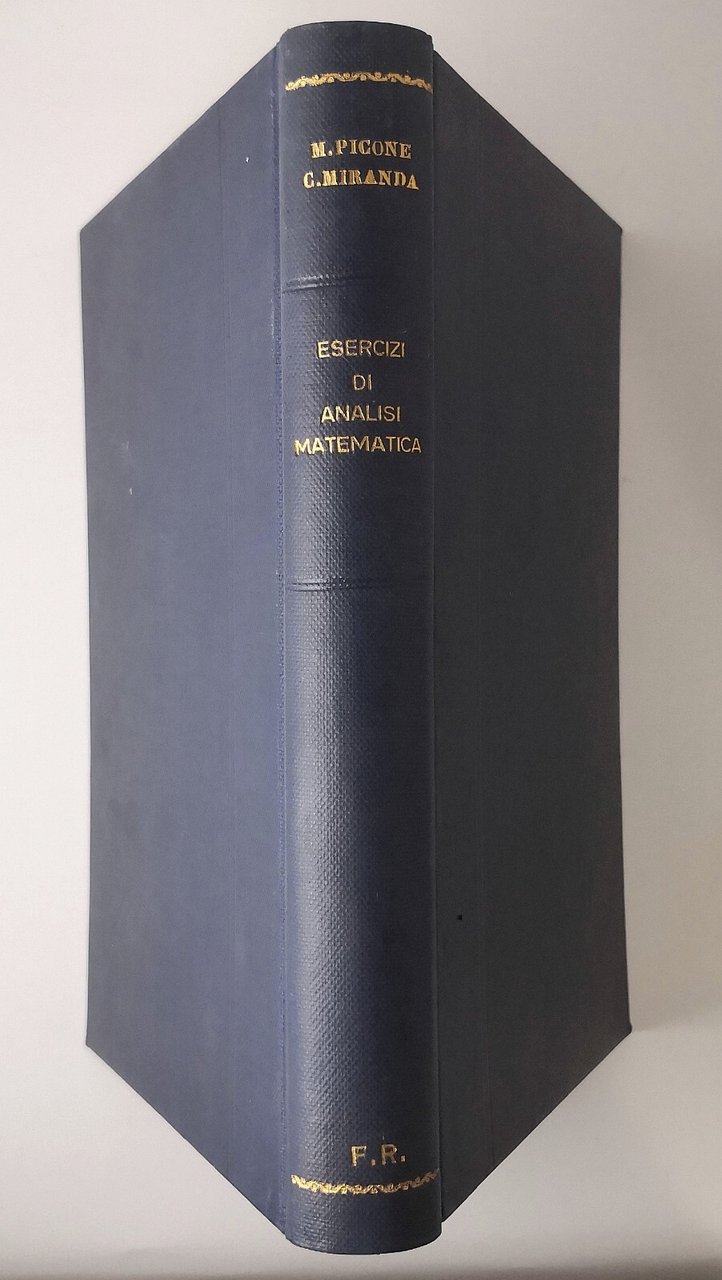 M.PICONE
C.MIRANDA
ESERCIZI
DI
ANALISI
MATEMATICA
F.R.